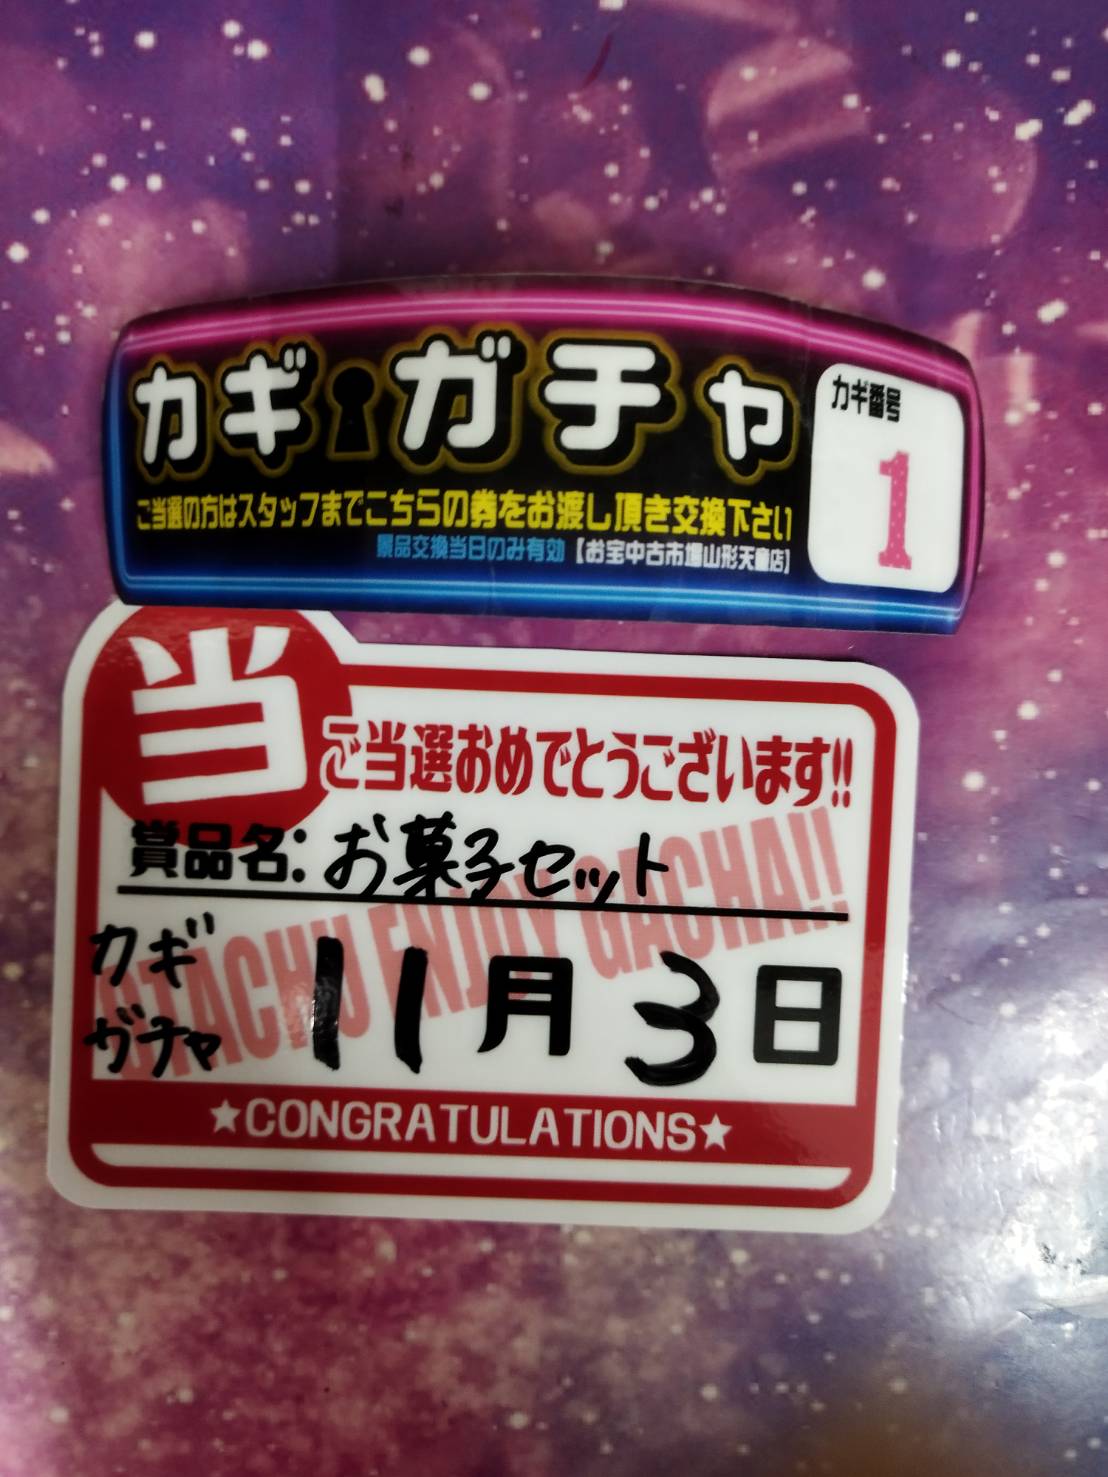 カギガチャ
カギ番号
1
ご当選の方はスタッフまでこちらの券をお渡し頂き交換下さい
景品交換当日のみ有効【お宝中古市場山形天童店】
当
ご当選おめでとうございます!!
賞品名:お菓子セット
OTACHU ENJOY GACHA!!
カギ
ガチャ
11月3日
★CONGRATULATIONS★